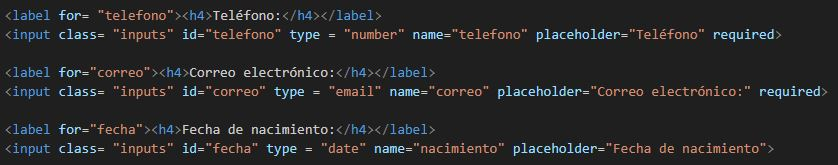 <label for= "telefono"><h4>Teléfono:</h4></label>
<input class= "inputs" id="telefono" type = "number" name="telefono" placeholder="Teléfono" required>
<label for="correo"><h4>Correo electrónico:</h4></label>
<input class= "inputs" id="correo" type = "email" name="correo" placeholder="Correo electrónico:" required>
<label for="fecha"><h4>Fecha de nacimiento:</h4></label>
<input class= "inputs" id="fecha" type = "date" name="nacimiento" placeholder="Fecha de nacimiento">